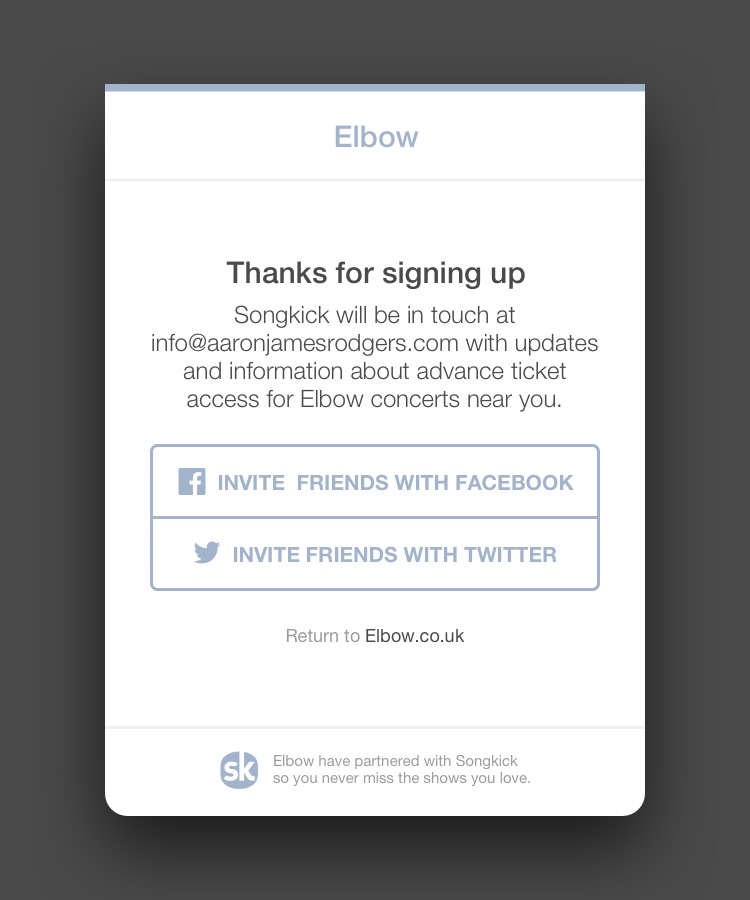 Elbow
Thanks for signing up
Songkick will be in touch at
info@aaronjamesrodgers.com with updates
and information about advance ticket
access for Elbow concerts near you.
INVITE  FRIENDS WITH FACEBOOK
INVITE FRIENDS WITH TWITTER
Return to Elbow.co.uk
sk
Elbow have partnered with Songkick
so you never miss the shows you love.